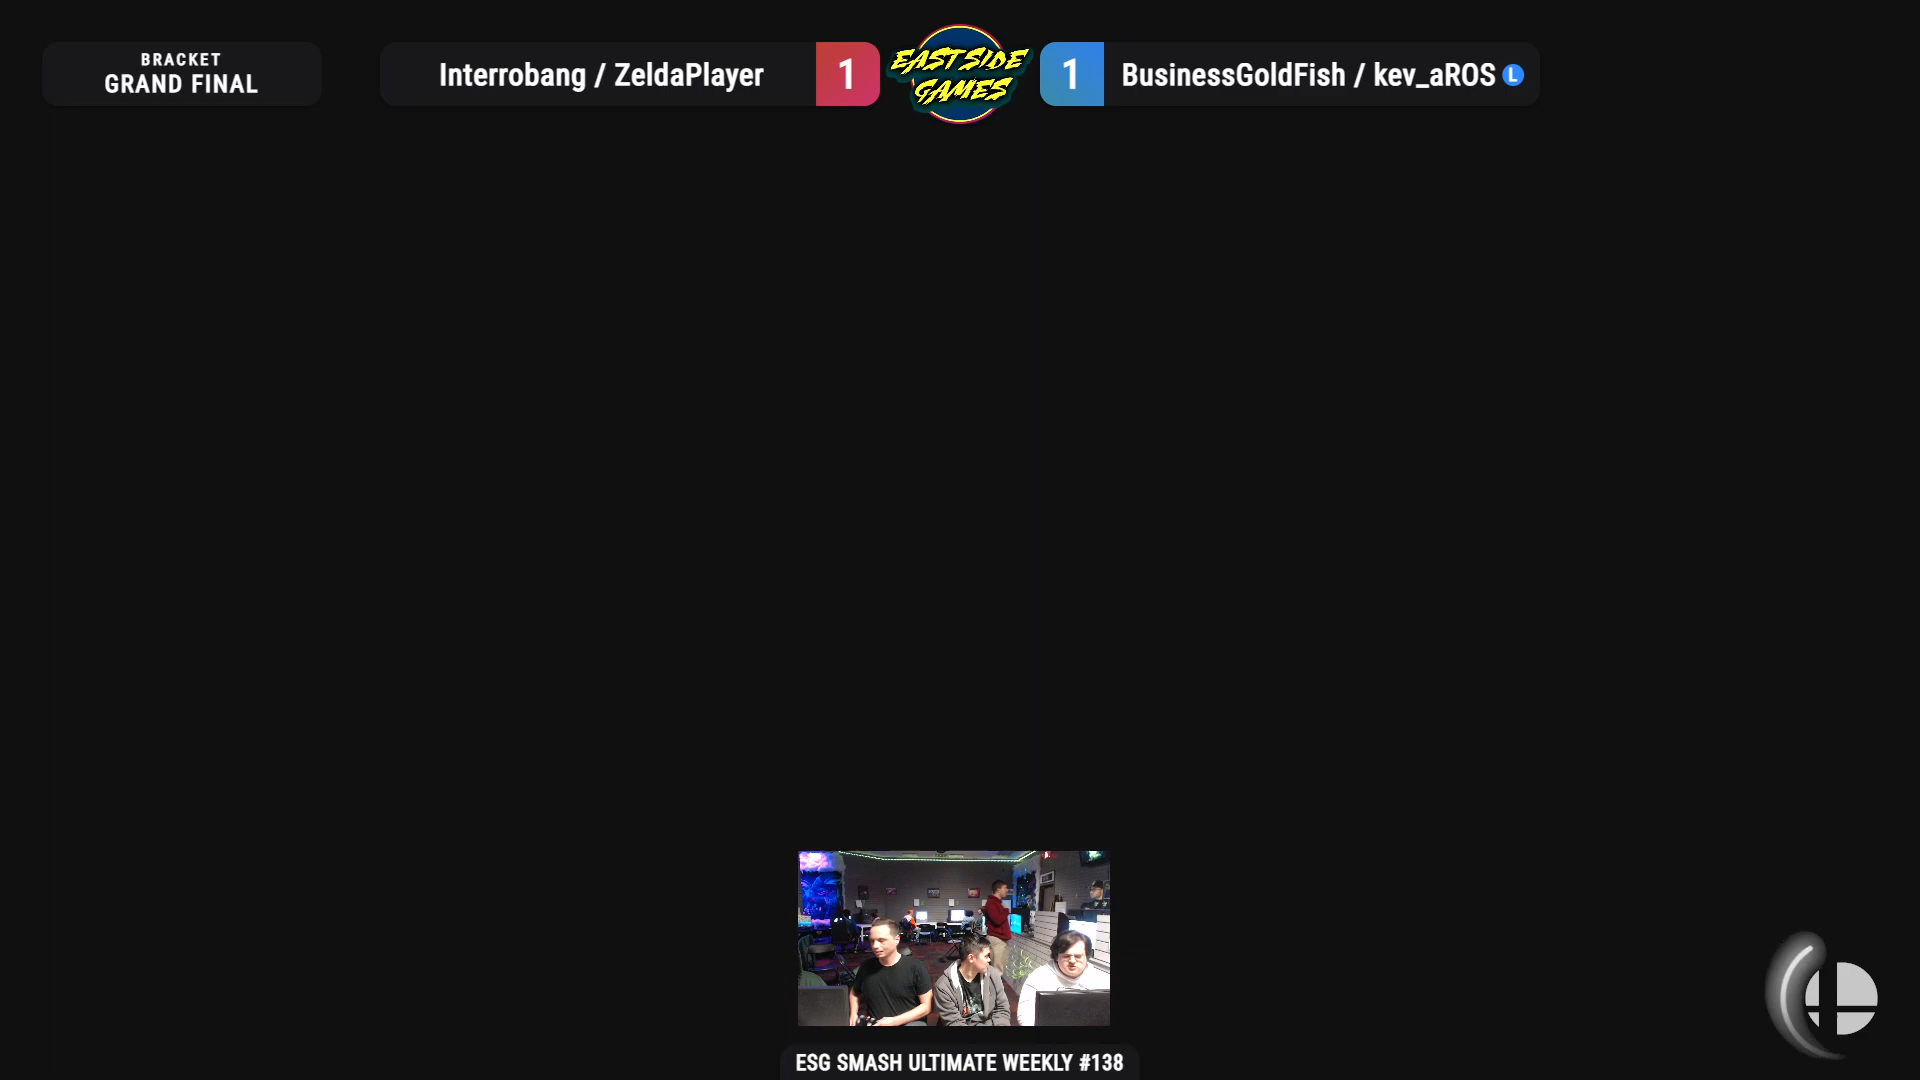 BRACKET
GRAND FINAL
Interrobang / ZeldaPlayer
1
EAST SIDE
GAMES
1
BusinessGoldFish / kev_aROS L
ESG SMASH ULTIMATE WEEKLY #138